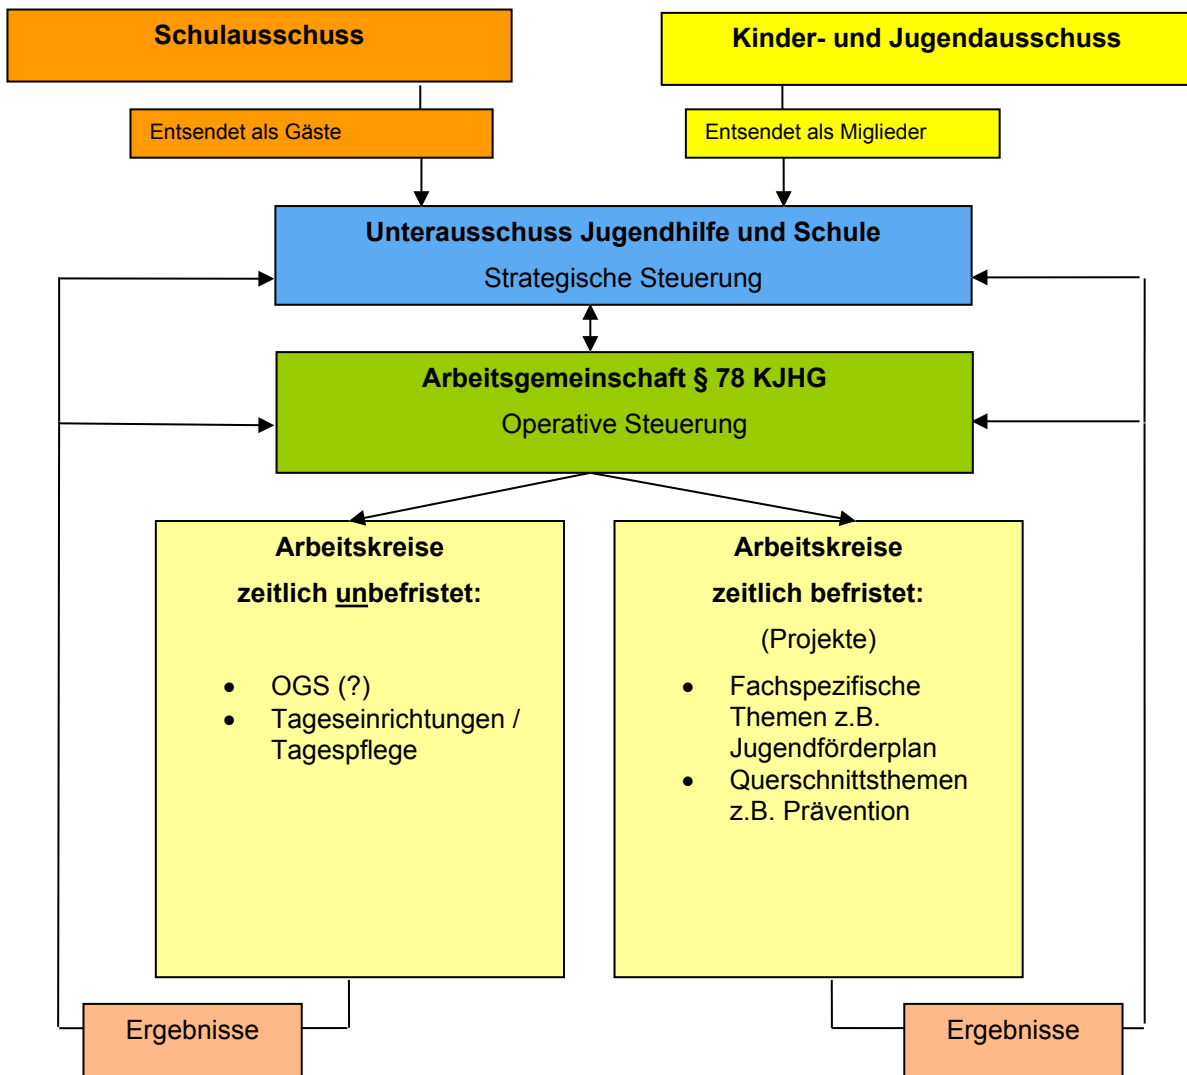 Schulausschuss
Kinder- und Jugendausschuss
Entsendet als Gäste
Entsendet als Miglieder
Unterausschuss Jugendhilfe und Schule
Strategische Steuerung
Arbeitsgemeinschaft § 78 KJHG
Operative Steuerung
Arbeitskreise
zeitlich unbefristet:
• OGS (?)
• Tageseinrichtungen /
Tagespflege
Arbeitskreise
zeitlich befristet:
(Projekte)
• Fachspezifische
Themen z.B.
Jugendförderplan
• Querschnittsthemen
z.B. Prävention
Ergebnisse
Ergebnisse